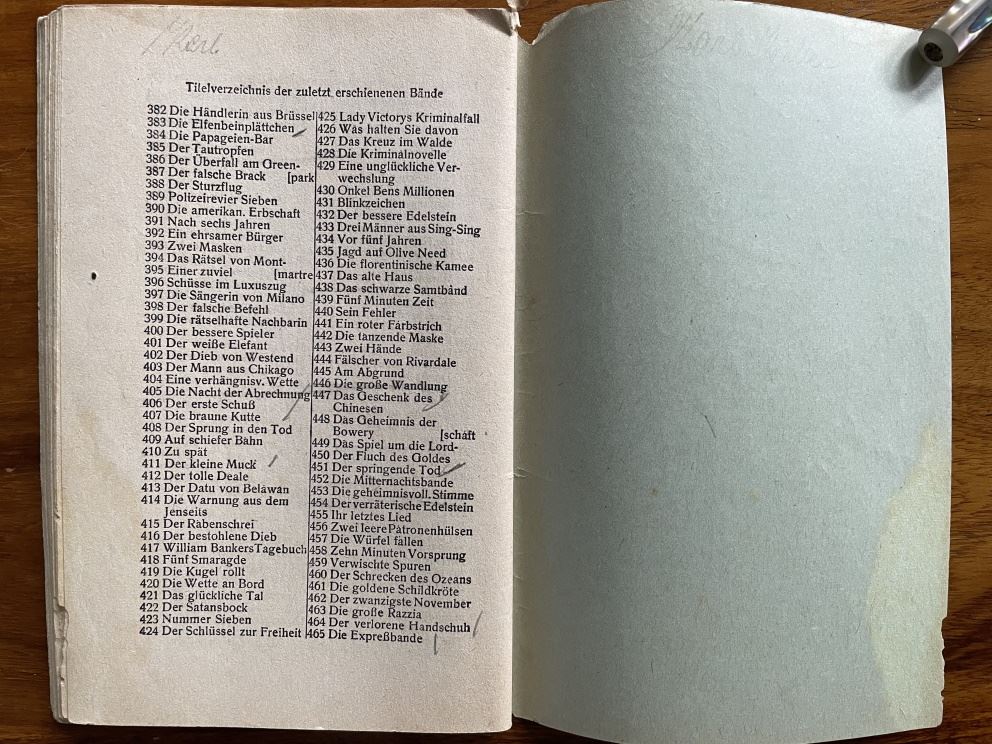 Titelverzeichnis der zuletzt erschienenen Bände
382 Die Händlerin aus Brüssel
383 Die Elfenbeinplättchen
384 Die Papageien-Bar
385 Der Tautropfen
386 Der Überfall am Green-
387 Der falsche Brack [park
388 Der Sturzflug
389 Polizeirevier Sieben
390 Die amerikan. Erbschaft
391 Nach sechs Jahren
392 Ein ehrsamer Bürger
393 Zwei Masken
394 Das Rätsel von Mont-
395 Einer zuviel [martre
396 Schüsse im Luxuszug
397 Die Sängerin von Milano
398 Der falsche Befehl
399 Die rätselhafte Nachbarin
400 Der bessere Spieler
401 Der weiße Elefant
402 Der Dieb von Westend
403 Der Mann aus Chikago
404 Eine verhängnisv. Wette
405 Die Nacht der Abrechnung
406 Der erste Schuß
407 Die braune Kutte
408 Der Sprung in den Tod
409 Auf schiefer Bahn
410 Zu spät
411 Der kleine Muck
412 Der tolle Deale
413 Der Datu von Belawan
414 Die Warnung aus dem
Jenseits
415 Der Rabenschrei
416 Der bestohlene Dieb
417 William Bankers Tagebuch
418 Fünf Smaragde
419 Die Kugel rollt
420 Die Wette an Bord
421 Das glückliche Tal
422 Der Satansbock
423 Nummer Sieben
424 Der Schlüssel zur Freiheit
425 Lady Victorys Kriminalfall
426 Was halten Sie davon
427 Das Kreuz im Walde
428 Die Kriminalnovelle
429 Eine unglückliche Ver-
wechslung
430 Onkel Bens Millionen
431 Blinkzeichen
432 Der bessere Edelstein
433 Drei Männer aus Sing-Sing
434 Vor fünf Jahren
435 Jagd auf Olive Need
436 Die florentinische Kamee
437 Das alte Haus
438 Das schwarze Samtband
439 Fünf Minuten Zeit
440 Sein Fehler
441 Ein roter Farbstrich
442 Die tanzende Maske
443 Zwei Hände
444 Fälscher von Rivardale
445 Am Abgrund
446 Die große Wandlung
447 Das Geschenk des
Chinesen
448 Das Geheimnis der
Bowery [schaft
449 Das Spiel um die Lord-
450 Der Fluch des Goldes
451 Der springende Tod
452 Die Mitternachtsbande
453 Die geheimnisvoll. Stimme
454 Der verräterische Edelstein
455 Ihr letztes Lied
456 Zwei leere Patronenhülsen
457 Die Würfel fallen
458 Zehn Minuten Vorsprung
459 Verwischte Spuren
460 Der Schrecken des Ozeans
461 Die goldene Schildkröte
462 Der zwanzigste November
463 Die große Razzia
464 Der verlorene Handschuh
465 Die Expreßbande